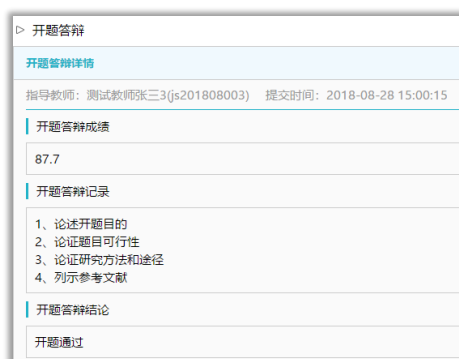 开题答辩
开题答辩详情
指导教师：测试教师张三3(js201808003) 提交时间：2018-08-28 15:00:15
开题答辩成绩
87.7
开题答辩记录
1、论述开题目的
2、论证题目可行性
3、论证研究方法和途径
4、列示参考文献
开题答辩结论
开题通过